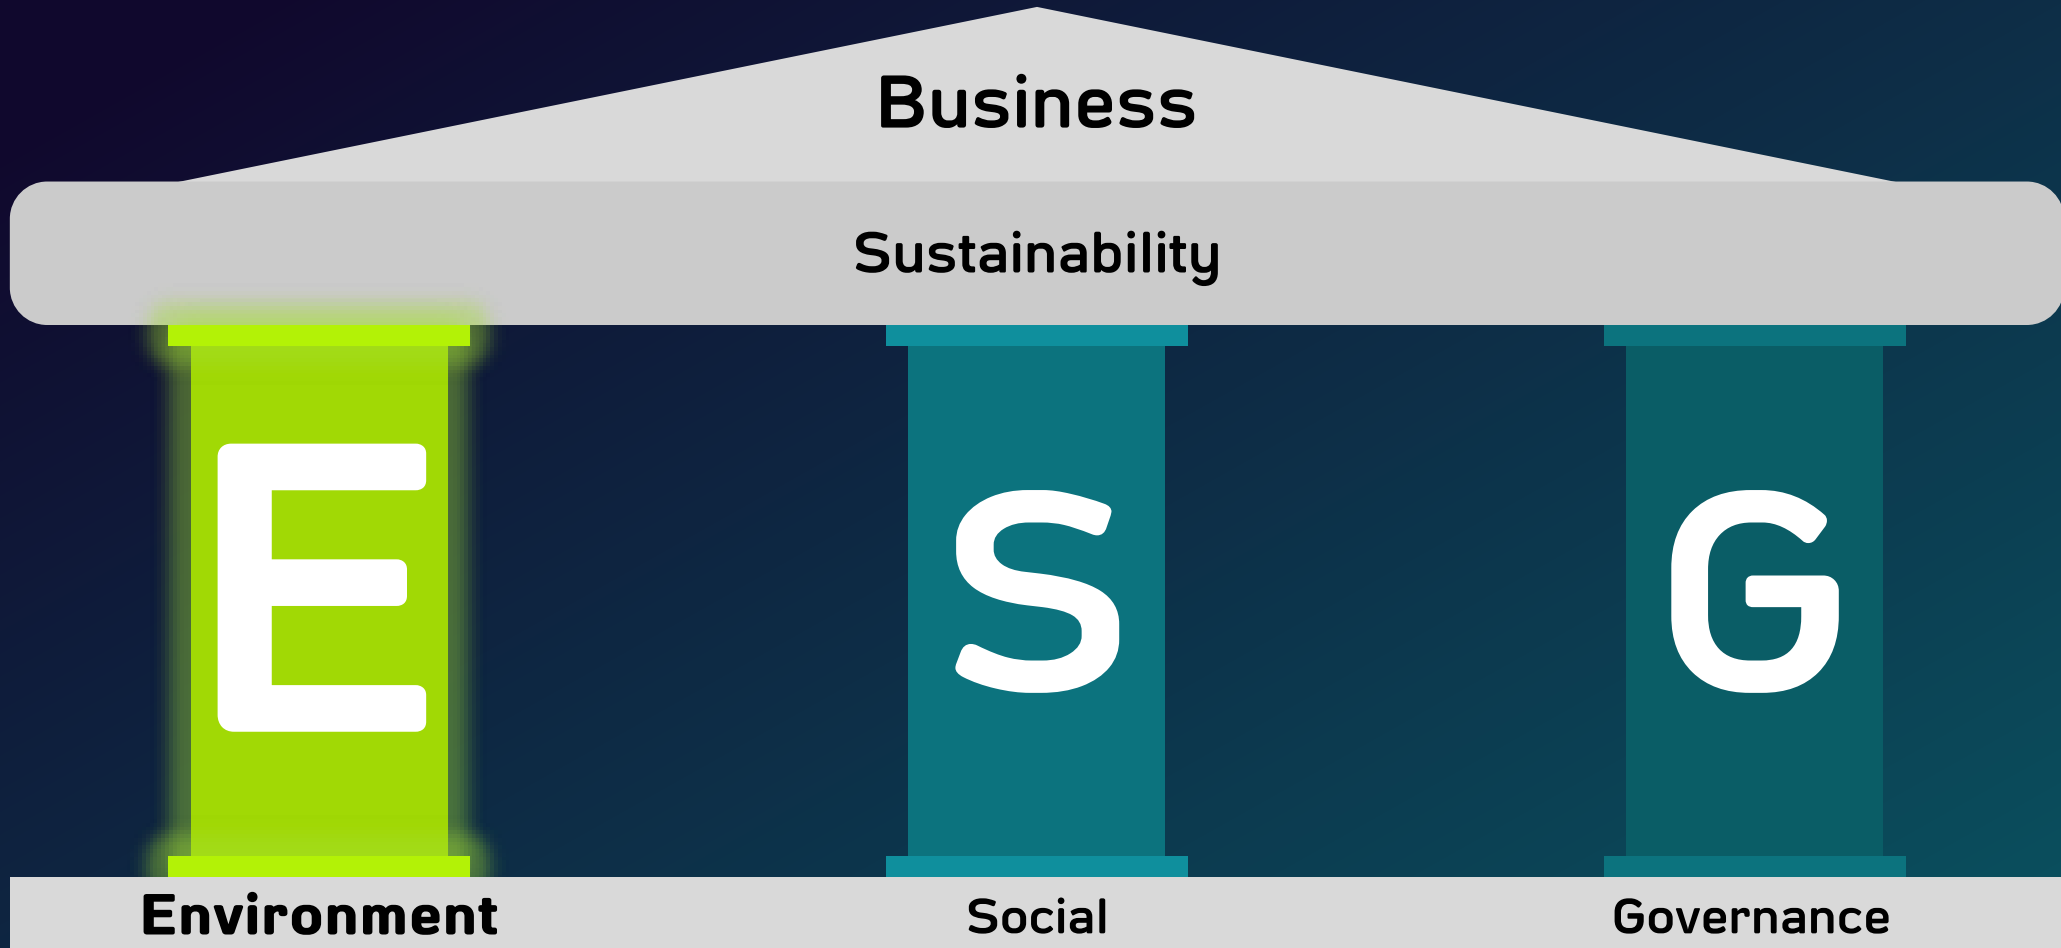 Business
Sustainability
E
S
G
Environment
Social
Governance